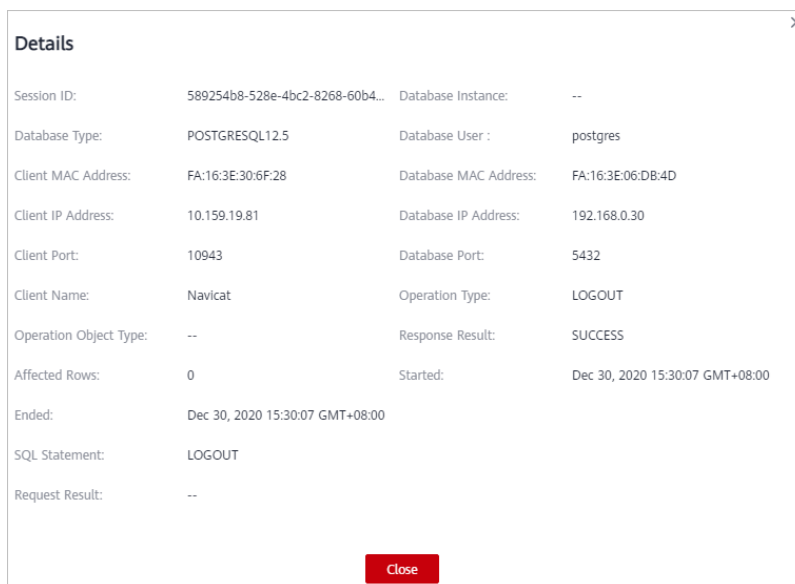 Details
Session ID: 589254b8-528e-4bc2-8268-60b4... Database Instance: --
Database Type: POSTGRESQL12.5 Database User : postgres
Client MAC Address: FA:16:3E:30:6F:28 Database MAC Address: FA:16:3E:06:DB:4D
Client IP Address: 10.159.19.81 Database IP Address: 192.168.0.30
Client Port: 10943 Database Port: 5432
Client Name: Navicat Operation Type: LOGOUT
Operation Object Type: -- Response Result: SUCCESS
Affected Rows: 0 Started: Dec 30, 2020 15:30:07 GMT+08:00
Ended: Dec 30, 2020 15:30:07 GMT+08:00
SQL Statement: LOGOUT
Request Result: --
Close